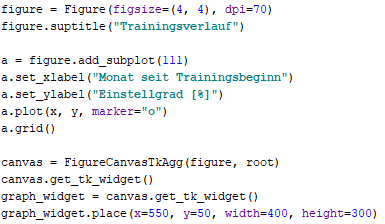 figure = Figure(figsize=(4, 4), dpi=70)
figure.suptitle("Trainingsverlauf")
a = figure.add_subplot(111)
a.set_xlabel("Monat seit Trainingsbeginn")
a.set_ylabel("Einstellgrad [%]")
a.plot(x, y, marker="o")
a.grid()
canvas = FigureCanvasTkAgg(figure, root)
canvas.get_tk_widget()
graph_widget = canvas.get_tk_widget()
graph_widget.place(x=550, y=50, width=400, height=300)